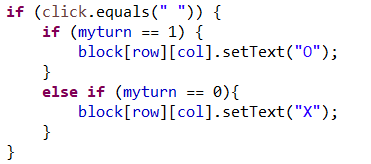 if (click.equals(" ")) {
    if (myturn == 1) {
        block[row][col].setText("O");
    }
    else if (myturn == 0){
        block[row][col].setText("X");
    }
}